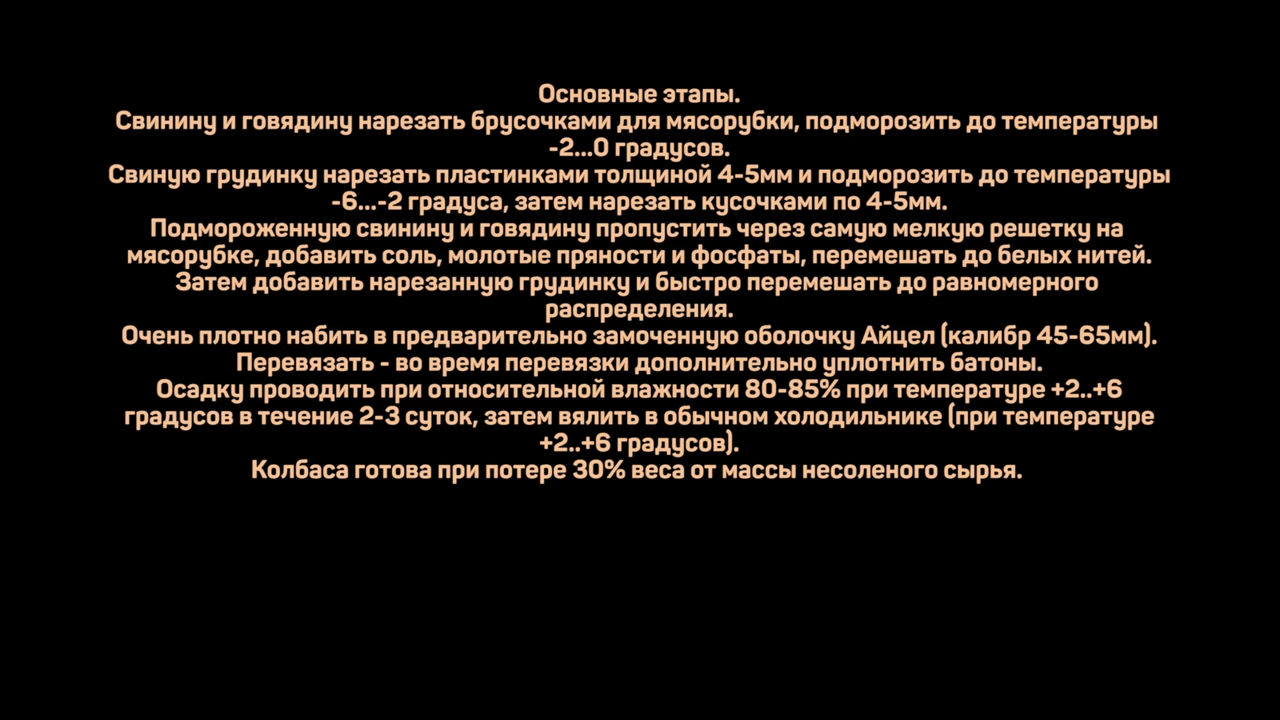 Основные этапы.
Свинину и говядину нарезать брусочками для мясорубки, подморозить до температуры
-2...0 градусов.
Свиную грудинку нарезать пластинками толщиной 4-5мм и подморозить до температуры
-6...-2 градуса, затем нарезать кусочками по 4-5мм.
Подмороженную свинину и говядину пропустить через самую мелкую решетку на
мясорубке, добавить соль, молотые пряности и фосфаты, перемешать до белых нитей.
Затем добавить нарезанную грудинку и быстро перемешать до равномерного
распределения.
Очень плотно набить в предварительно замоченную оболочку Айцел (калибр 45-65мм).
Перевязать - во время перевязки дополнительно уплотнить батоны.
Осадку проводить при относительной влажности 80-85% при температуре +2..+6
градусов в течение 2-3 суток, затем вялить в обычном холодильнике (при температуре
+2..+6 градусов).
Колбаса готова при потере 30% веса от массы несоленого сырья.